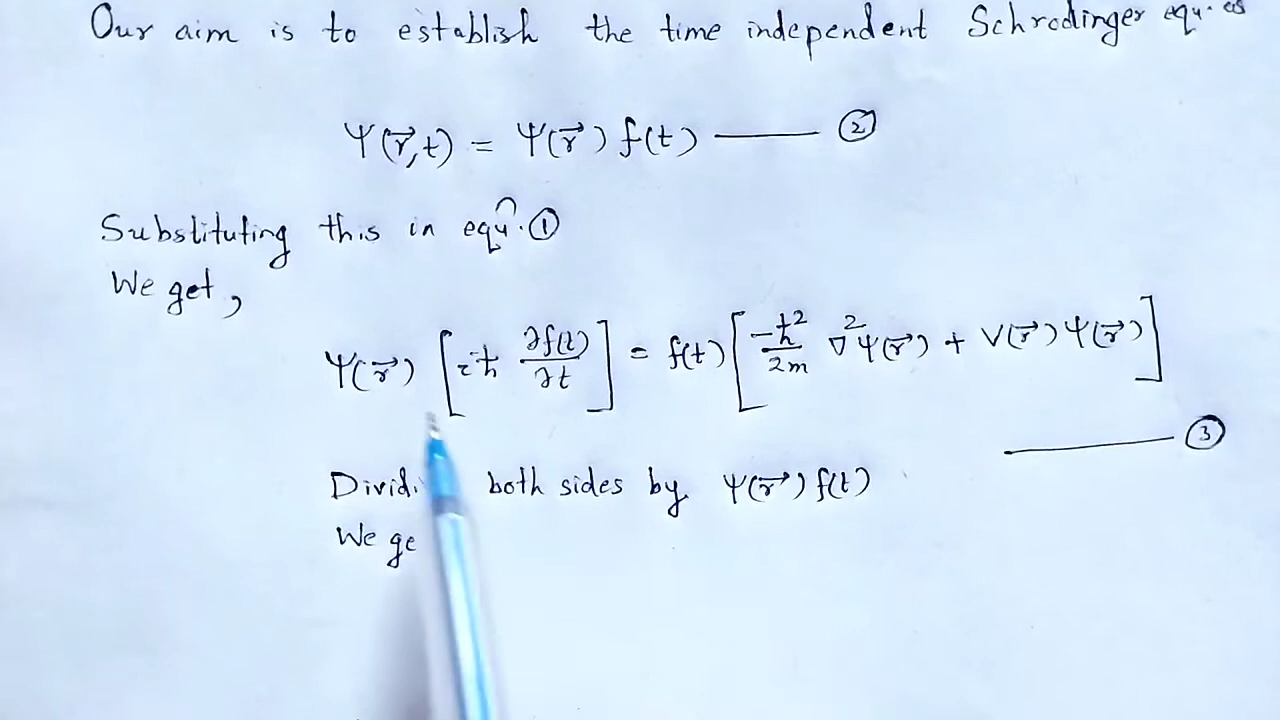 Our aim is to establish the time independent Schrodinger equ.
Ψ(r⃗,t) = Ψ(r⃗) f(t) —— ②
Substituting this in equⁿ. ①
We get,
Ψ(r⃗) [iħ ∂f(t)/∂t] = f(t) [-ħ²/2m ∇²Ψ(r⃗) + V(r⃗) Ψ(r⃗)]
—— ③
both sides by Ψ(r⃗) f(t)
We